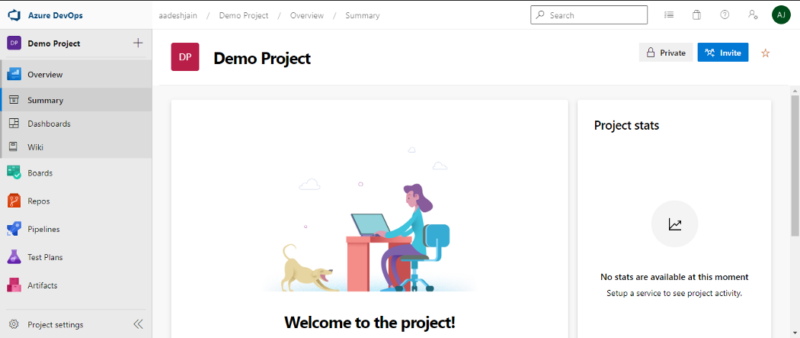 Azure DevOps
aadeshjain / Demo Project / Overview / Summary
Search
AJ
DP Demo Project +
Overview
Summary
Dashboards
Wiki
Boards
Repos
Pipelines
Test Plans
Artifacts
Project settings
DP
Demo Project
Private
Invite
Welcome to the project!
Project stats
No stats are available at this moment
Setup a service to see project activity.